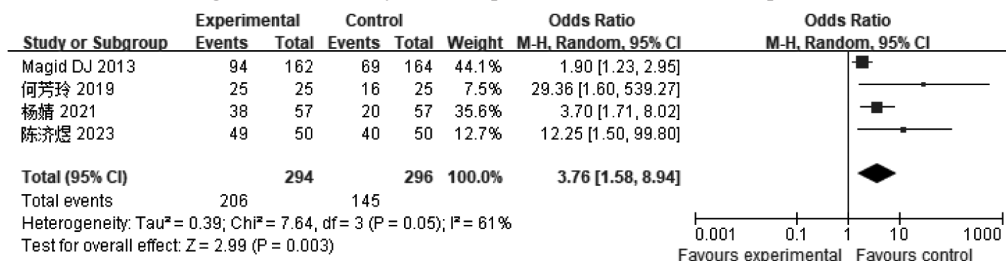 Experimental Control Odds Ratio Odds Ratio
Study or Subgroup Events Total Events Total Weight M-H, Random, 95% CI M-H, Random, 95% CI
Magid DJ 2013 94 162 69 164 44.1% 1.90 [1.23, 2.95]
何芳玲 2019 25 25 16 25 7.5% 29.36 [1.60, 539.27]
杨婧 2021 38 57 20 57 35.6% 3.70 [1.71, 8.02]
陈济煜 2023 49 50 40 50 12.7% 12.25 [1.50, 99.80]
Total (95% CI) 294 296 100.0% 3.76 [1.58, 8.94]
Total events 206 145
Heterogeneity: Tau² = 0.39; Chi² = 7.64, df = 3 (P = 0.05); I² = 61%
Test for overall effect: Z = 2.99 (P = 0.003)
0.001 0.1 1 10 1000
Favours experimental Favours control